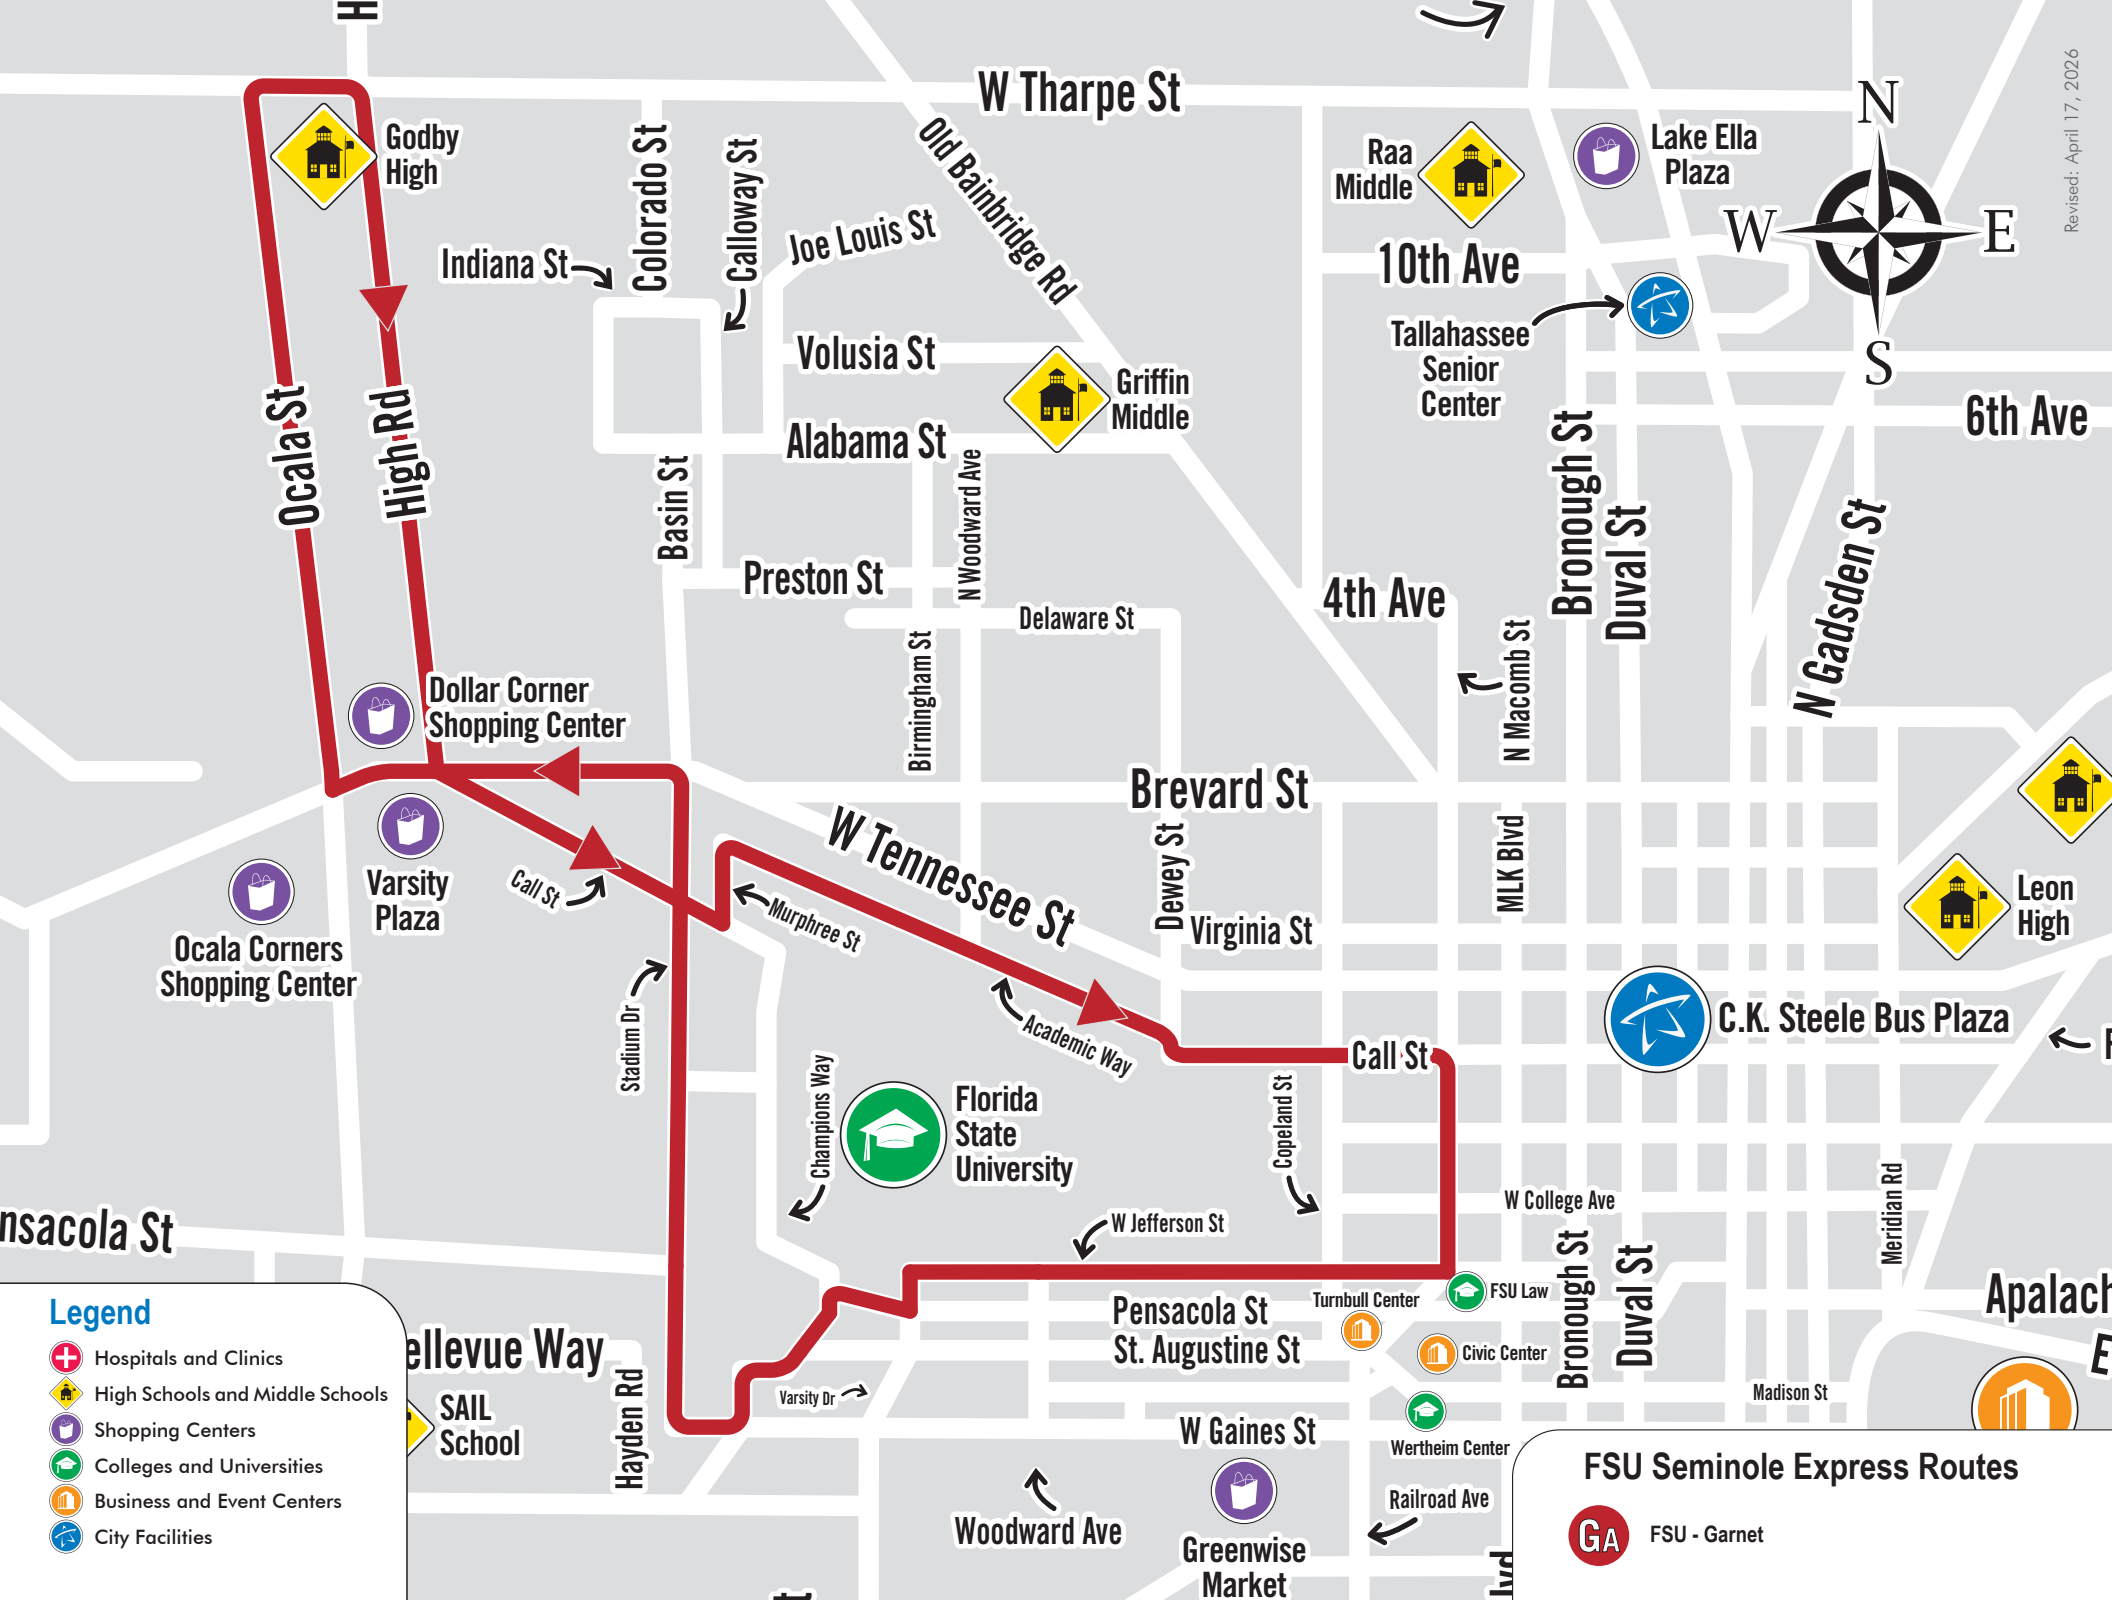 H
W Tharpe St
Revised: April 17, 2026
N
W
E
S
Godby
High
Colorado St
Calloway St
Old Bainbridge Rd
Raa
Middle
Lake Ella
Plaza
Joe Louis St
Indiana St
10th Ave
Tallahassee
Senior
Center
Volusia St
Griffin
Middle
Ocala St
High Rd
Alabama St
6th Ave
Basin St
N Woodward Ave
Bronough St
Duval St
N Gadsden St
Preston St
4th Ave
Delaware St
Birmingham St
N Macomb St
Dollar Corner
Shopping Center
Brevard St
W Tennessee St
Dewey St
MLK Blvd
Varsity
Plaza
Call St
Murphree St
Virginia St
Leon
High
Ocala Corners
Shopping Center
Stadium Dr
Academic Way
C.K. Steele Bus Plaza
Call St
Champions Way
Florida
State
University
Copeland St
W College Ave
Meridian Rd
nsacola St
W Jefferson St
Bronough St
Duval St
Pensacola St
St. Augustine St
Turnbull Center
FSU Law
Civic Center
Apalach
E
ellevue Way
Hayden Rd
Varsity Dr
Madison St
SAIL
School
W Gaines St
Wertheim Center
Railroad Ave
Woodward Ave
Greenwise
Market
lvd
Legend
Hospitals and Clinics
High Schools and Middle Schools
Shopping Centers
Colleges and Universities
Business and Event Centers
City Facilities
FSU Seminole Express Routes
GA
FSU - Garnet